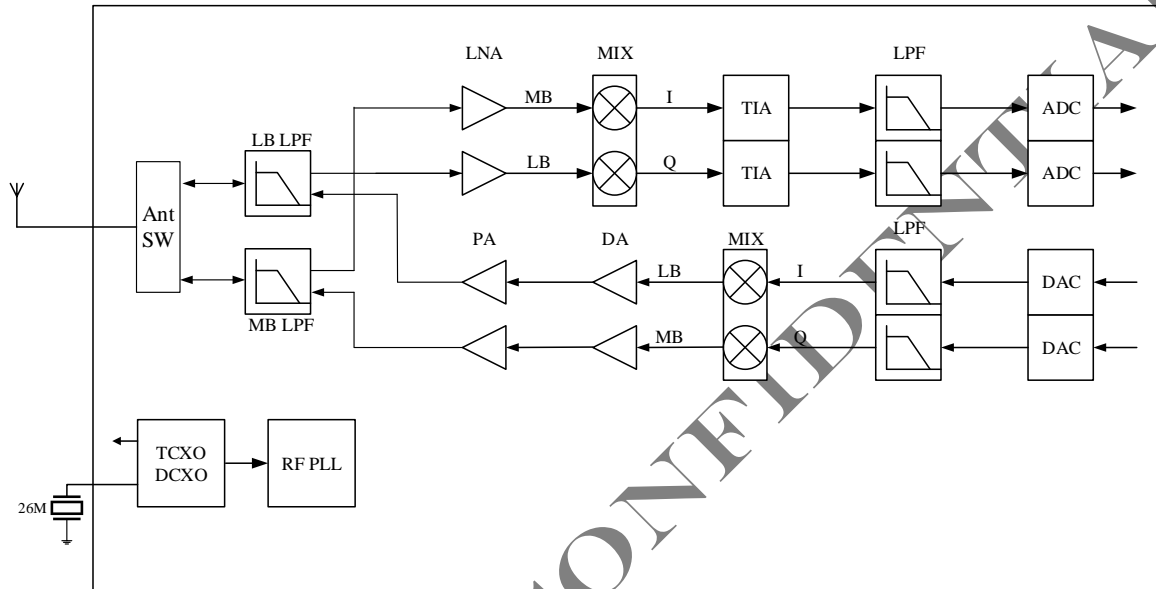 LNA
MIX
LPF
MB
I
TIA
ADC
LB LPF
LB
Q
TIA
ADC
Ant
SW
PA
DA
MIX
LPF
LB
I
DAC
MB LPF
MB
Q
DAC
TCXO
DCXO
RF PLL
26M
CONFIDENTIAL